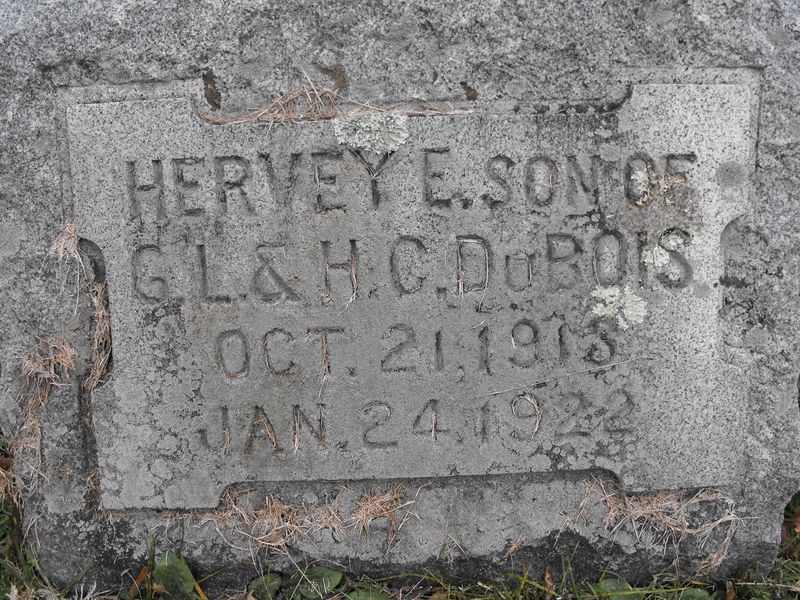 HERVEY E. SON OF
G.L. & H.C. DuBOIS.
OCT. 21, 1913
JAN. 24, 1922